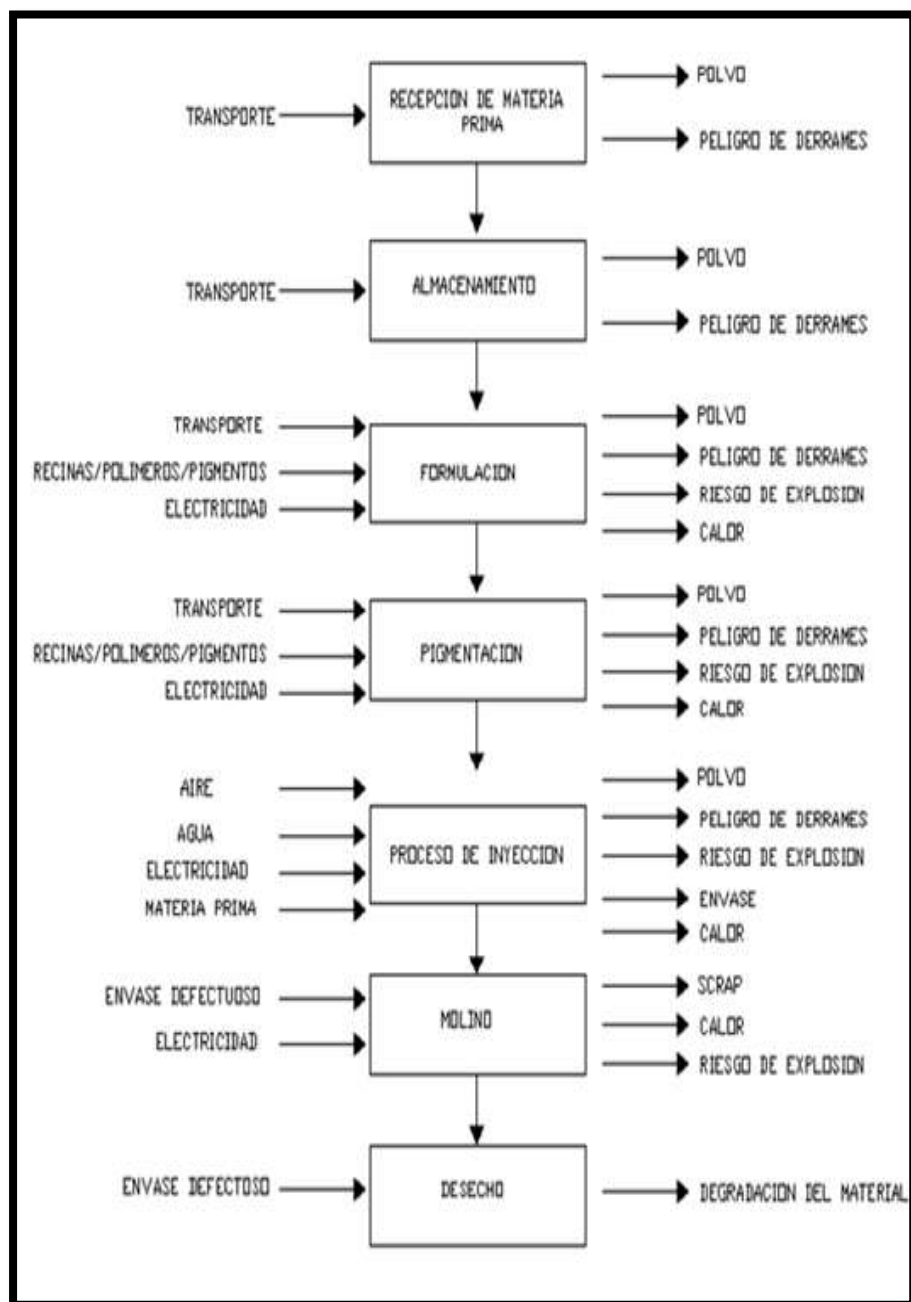 POLVO
RECEPCION DE MATERIA
PRIMA
TRANSPORTE
PELIGRO DE DERRAMES
POLVO
ALMACENAMIENTO
TRANSPORTE
PELIGRO DE DERRAMES
POLVO
TRANSPORTE
PELIGRO DE DERRAMES
RECINAS/POLIMEROS/PIGMENTOS
FORMULACION
RIESGO DE EXPLOSION
ELECTRICIDAD
CALOR
POLVO
TRANSPORTE
PELIGRO DE DERRAMES
RECINAS/POLIMEROS/PIGMENTOS
PIGMENTACION
RIESGO DE EXPLOSION
ELECTRICIDAD
CALOR
POLVO
AIRE
PELIGRO DE DERRAMES
AGUA
PROCESO DE INYECCION
RIESGO DE EXPLOSION
ELECTRICIDAD
ENVASE
MATERIA PRIMA
CALOR
SCRAP
ENVASE DEFECTUOSO
MOLINO
CALOR
ELECTRICIDAD
RIESGO DE EXPLOSION
ENVASE DEFECTOSO
DESECHO
DEGRADACION DEL MATERIAL